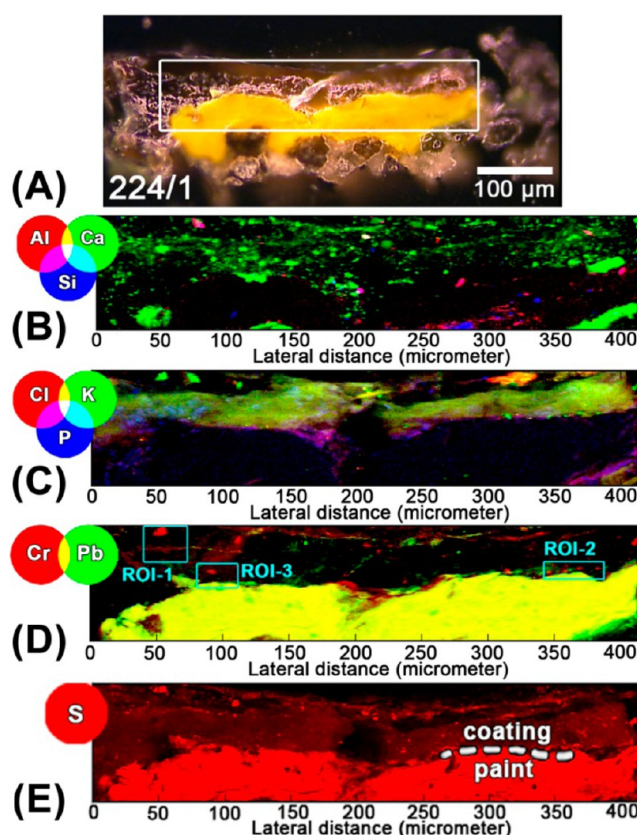 (A)
224/1
100 µm
Al Ca
Si
(B)
0 50 100 150 200 250 300 350 400
Lateral distance (micrometer)
Cl K
P
(C)
0 50 100 150 200 250 300 350 400
Lateral distance (micrometer)
Cr Pb
ROI-1
ROI-3
ROI-2
(D)
0 50 100 150 200 250 300 350 400
Lateral distance (micrometer)
S
coating
paint
(E)
0 50 100 150 200 250 300 350 400
Lateral distance (micrometer)